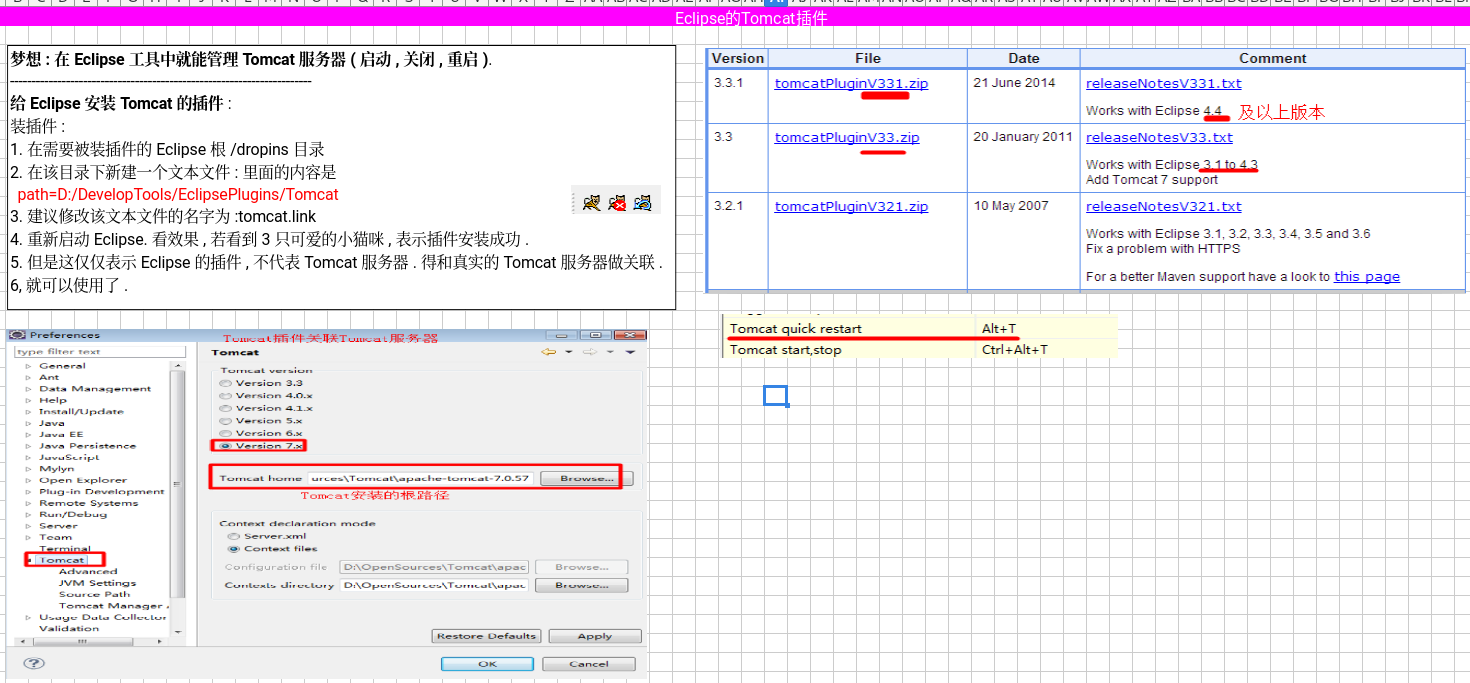 Eclipse的Tomcat插件
梦想 : 在 Eclipse 工具中就能管理 Tomcat 服务器 ( 启动 , 关闭 , 重启 ).
------------------------------------------------------------------------
给 Eclipse 安装 Tomcat 的插件 :
装插件 :
1. 在需要被装插件的 Eclipse 根 /dropins 目录
2. 在该目录下新建一个文本文件 : 里面的内容是
path=D:/DevelopTools/EclipsePlugins/Tomcat
3. 建议修改该文本文件的名字为 :tomcat.link
4. 重新启动 Eclipse. 看效果 , 若看到 3 只可爱的小猫咪 , 表示插件安装成功 .
5. 但是这仅仅表示 Eclipse 的插件 , 不代表 Tomcat 服务器 . 得和真实的 Tomcat 服务器做关联 .
6, 就可以使用了 .
Version File Date Comment
3.3.1 tomcatPluginV331.zip 21 June 2014 releaseNotesV331.txt
Works with Eclipse 4.4 及以上版本
3.3 tomcatPluginV33.zip 20 January 2011 releaseNotesV33.txt
Works with Eclipse 3.1 to 4.3
Add Tomcat 7 support
3.2.1 tomcatPluginV321.zip 10 May 2007 releaseNotesV321.txt
Works with Eclipse 3.1, 3.2, 3.3, 3.4, 3.5 and 3.6
Fix a problem with HTTPS
For a better Maven support have a look to this page
Tomcat quick restart Alt+T
Tomcat start,stop Ctrl+Alt+T
Preferences
Tomcat插件关联Tomcat服务器
type filter text
General
Ant
Data Management
Help
Install/Update
Java
Java EE
Java Persistence
JavaScript
Mylyn
Open Explorer
Plug-in Development
Remote Systems
Run/Debug
Server
Team
Terminal
Tomcat
Advanced
JVM Settings
Source Path
Tomcat Manager
Usage Data Collector
Validation
Tomcat
Tomcat version
Version 3.3
Version 4.0.x
Version 4.1.x
Version 5.x
Version 6.x
Version 7.x
Tomcat home urces\Tomcat\apache-tomcat-7.0.57 Browse...
Tomcat安装的根路径
Context declaration mode
Server.xml
Context files
Configuration file D:\OpenSources\Tomcat\apac Browse...
Contexts directory D:\OpenSources\Tomcat\apac Browse...
Restore Defaults Apply
OK Cancel